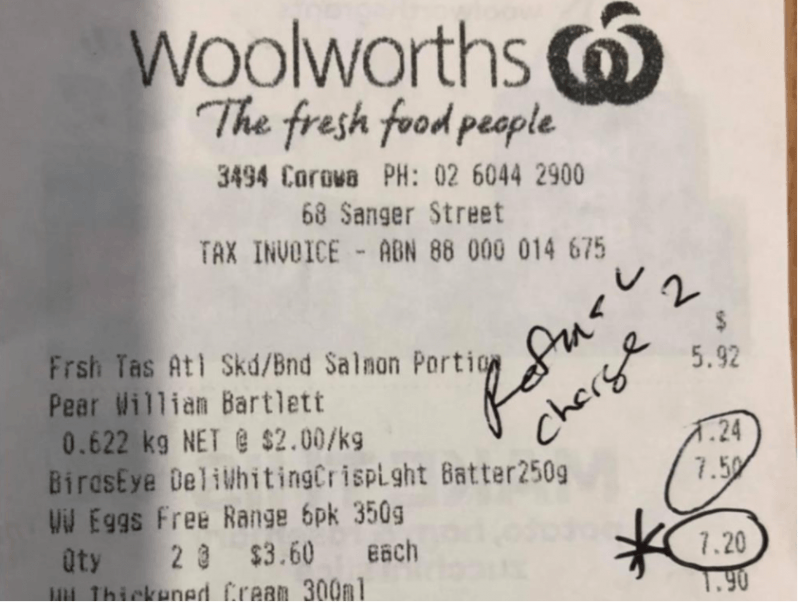 Woolworths
The fresh food people
3494 Corowa PH: 02 6044 2900
68 Sanger Street
TAX INVOICE - ABN 88 000 014 675
$
Frsh Tas Atl Skd/Bnd Salmon Portion 5.92
Pear William Bartlett
0.622 kg NET @ $2.00/kg 1.24
BirdsEye DeliWhitingCrispLght Batter250g 7.50
WW Eggs Free Range 6pk 350g
Qty 2 @ $3.60 each 7.20
WW Thickened Cream 300ml 1.90
charge 2